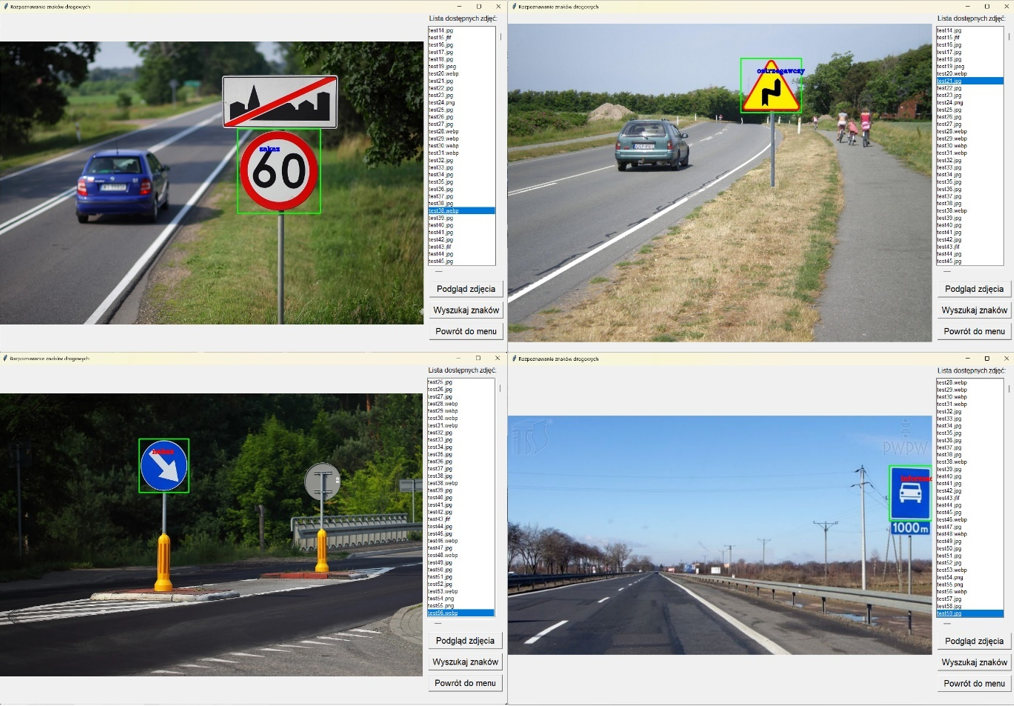 Rozpoznawanie znaków drogowych
Lista dostępnych zdjęć:
test14.jpg
test15.jfif
test16.jpg
test17.jpg
test18.jpg
test19.jpeg
test20.webp
test21.jpg
test22.jpg
test23.jpg
test24.png
test25.jpg
test26.jpg
test27.jpg
test28.webp
test29.webp
test30.webp
test31.webp
test32.jpg
test33.jpg
test34.jpg
test35.jpg
test36.jpg
test37.jpg
test38.jpg
test38.webp
test39.jpg
test40.jpg
test41.jpg
test42.jpg
test43.jfif
test44.jpg
test45.jpg
Podgląd zdjęcia
Wyszukaj znaków
Powrót do menu
zakaz
60
Rozpoznawanie znaków drogowych
Lista dostępnych zdjęć:
test14.jpg
test15.jfif
test16.jpg
test17.jpg
test18.jpg
test19.jpeg
test20.webp
test21.jpg
test22.jpg
test23.jpg
test24.png
test25.jpg
test26.jpg
test27.jpg
test28.webp
test29.webp
test30.webp
test31.webp
test32.jpg
test33.jpg
test34.jpg
test35.jpg
test36.jpg
test37.jpg
test38.jpg
test38.webp
test39.jpg
test40.jpg
test41.jpg
test42.jpg
test43.jfif
test44.jpg
test45.jpg
Podgląd zdjęcia
Wyszukaj znaków
Powrót do menu
ostrzegawczy
Rozpoznawanie znaków drogowych
Lista dostępnych zdjęć:
test25.jpg
test26.jpg
test27.jpg
test28.webp
test29.webp
test30.webp
test31.webp
test32.jpg
test33.jpg
test34.jpg
test35.jpg
test36.jpg
test37.jpg
test38.jpg
test38.webp
test39.jpg
test40.jpg
test41.jpg
test42.jpg
test43.jfif
test44.jpg
test45.jpg
test46.webp
test47.jpg
test48.webp
test49.jpg
test50.jpg
test51.jpg
test52.jpg
test53.webp
test54.png
test55.png
test56.webp
Podgląd zdjęcia
Wyszukaj znaków
Powrót do menu
Rozpoznawanie znaków drogowych
Lista dostępnych zdjęć:
test28.webp
test29.webp
test30.webp
test31.webp
test32.jpg
test33.jpg
test34.jpg
test35.jpg
test36.jpg
test37.jpg
test38.jpg
test38.webp
test39.jpg
test40.jpg
test41.jpg
test42.jpg
test43.jfif
test44.jpg
test45.jpg
test46.webp
test47.jpg
test48.webp
test49.jpg
test50.jpg
test51.jpg
test52.jpg
test53.webp
test54.png
test55.png
test56.webp
test57.jpg
test58.jpg
test59.jpg
Podgląd zdjęcia
Wyszukaj znaków
Powrót do menu
PWPW
1000m